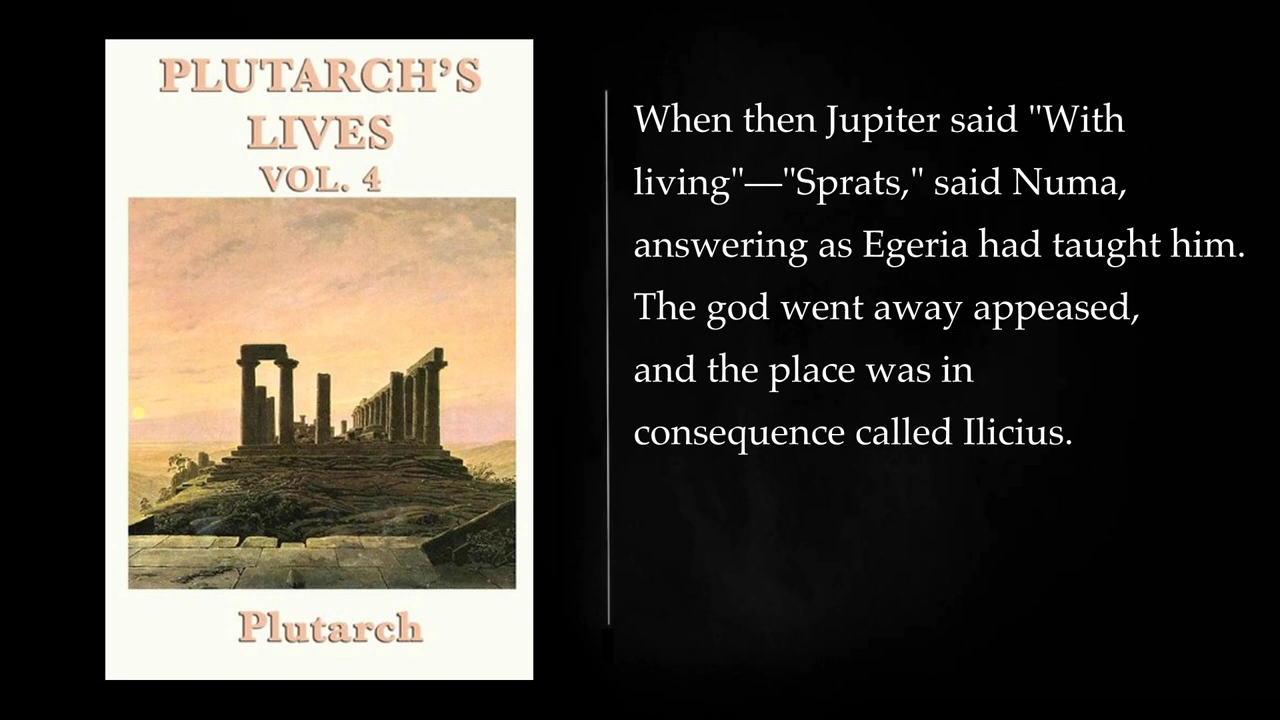 PLUTARCH'S
LIVES
VOL. 4
Plutarch
When then Jupiter said "With
living"—"Sprats," said Numa,
answering as Egeria had taught him.
The god went away appeased,
and the place was in
consequence called Ilicius.